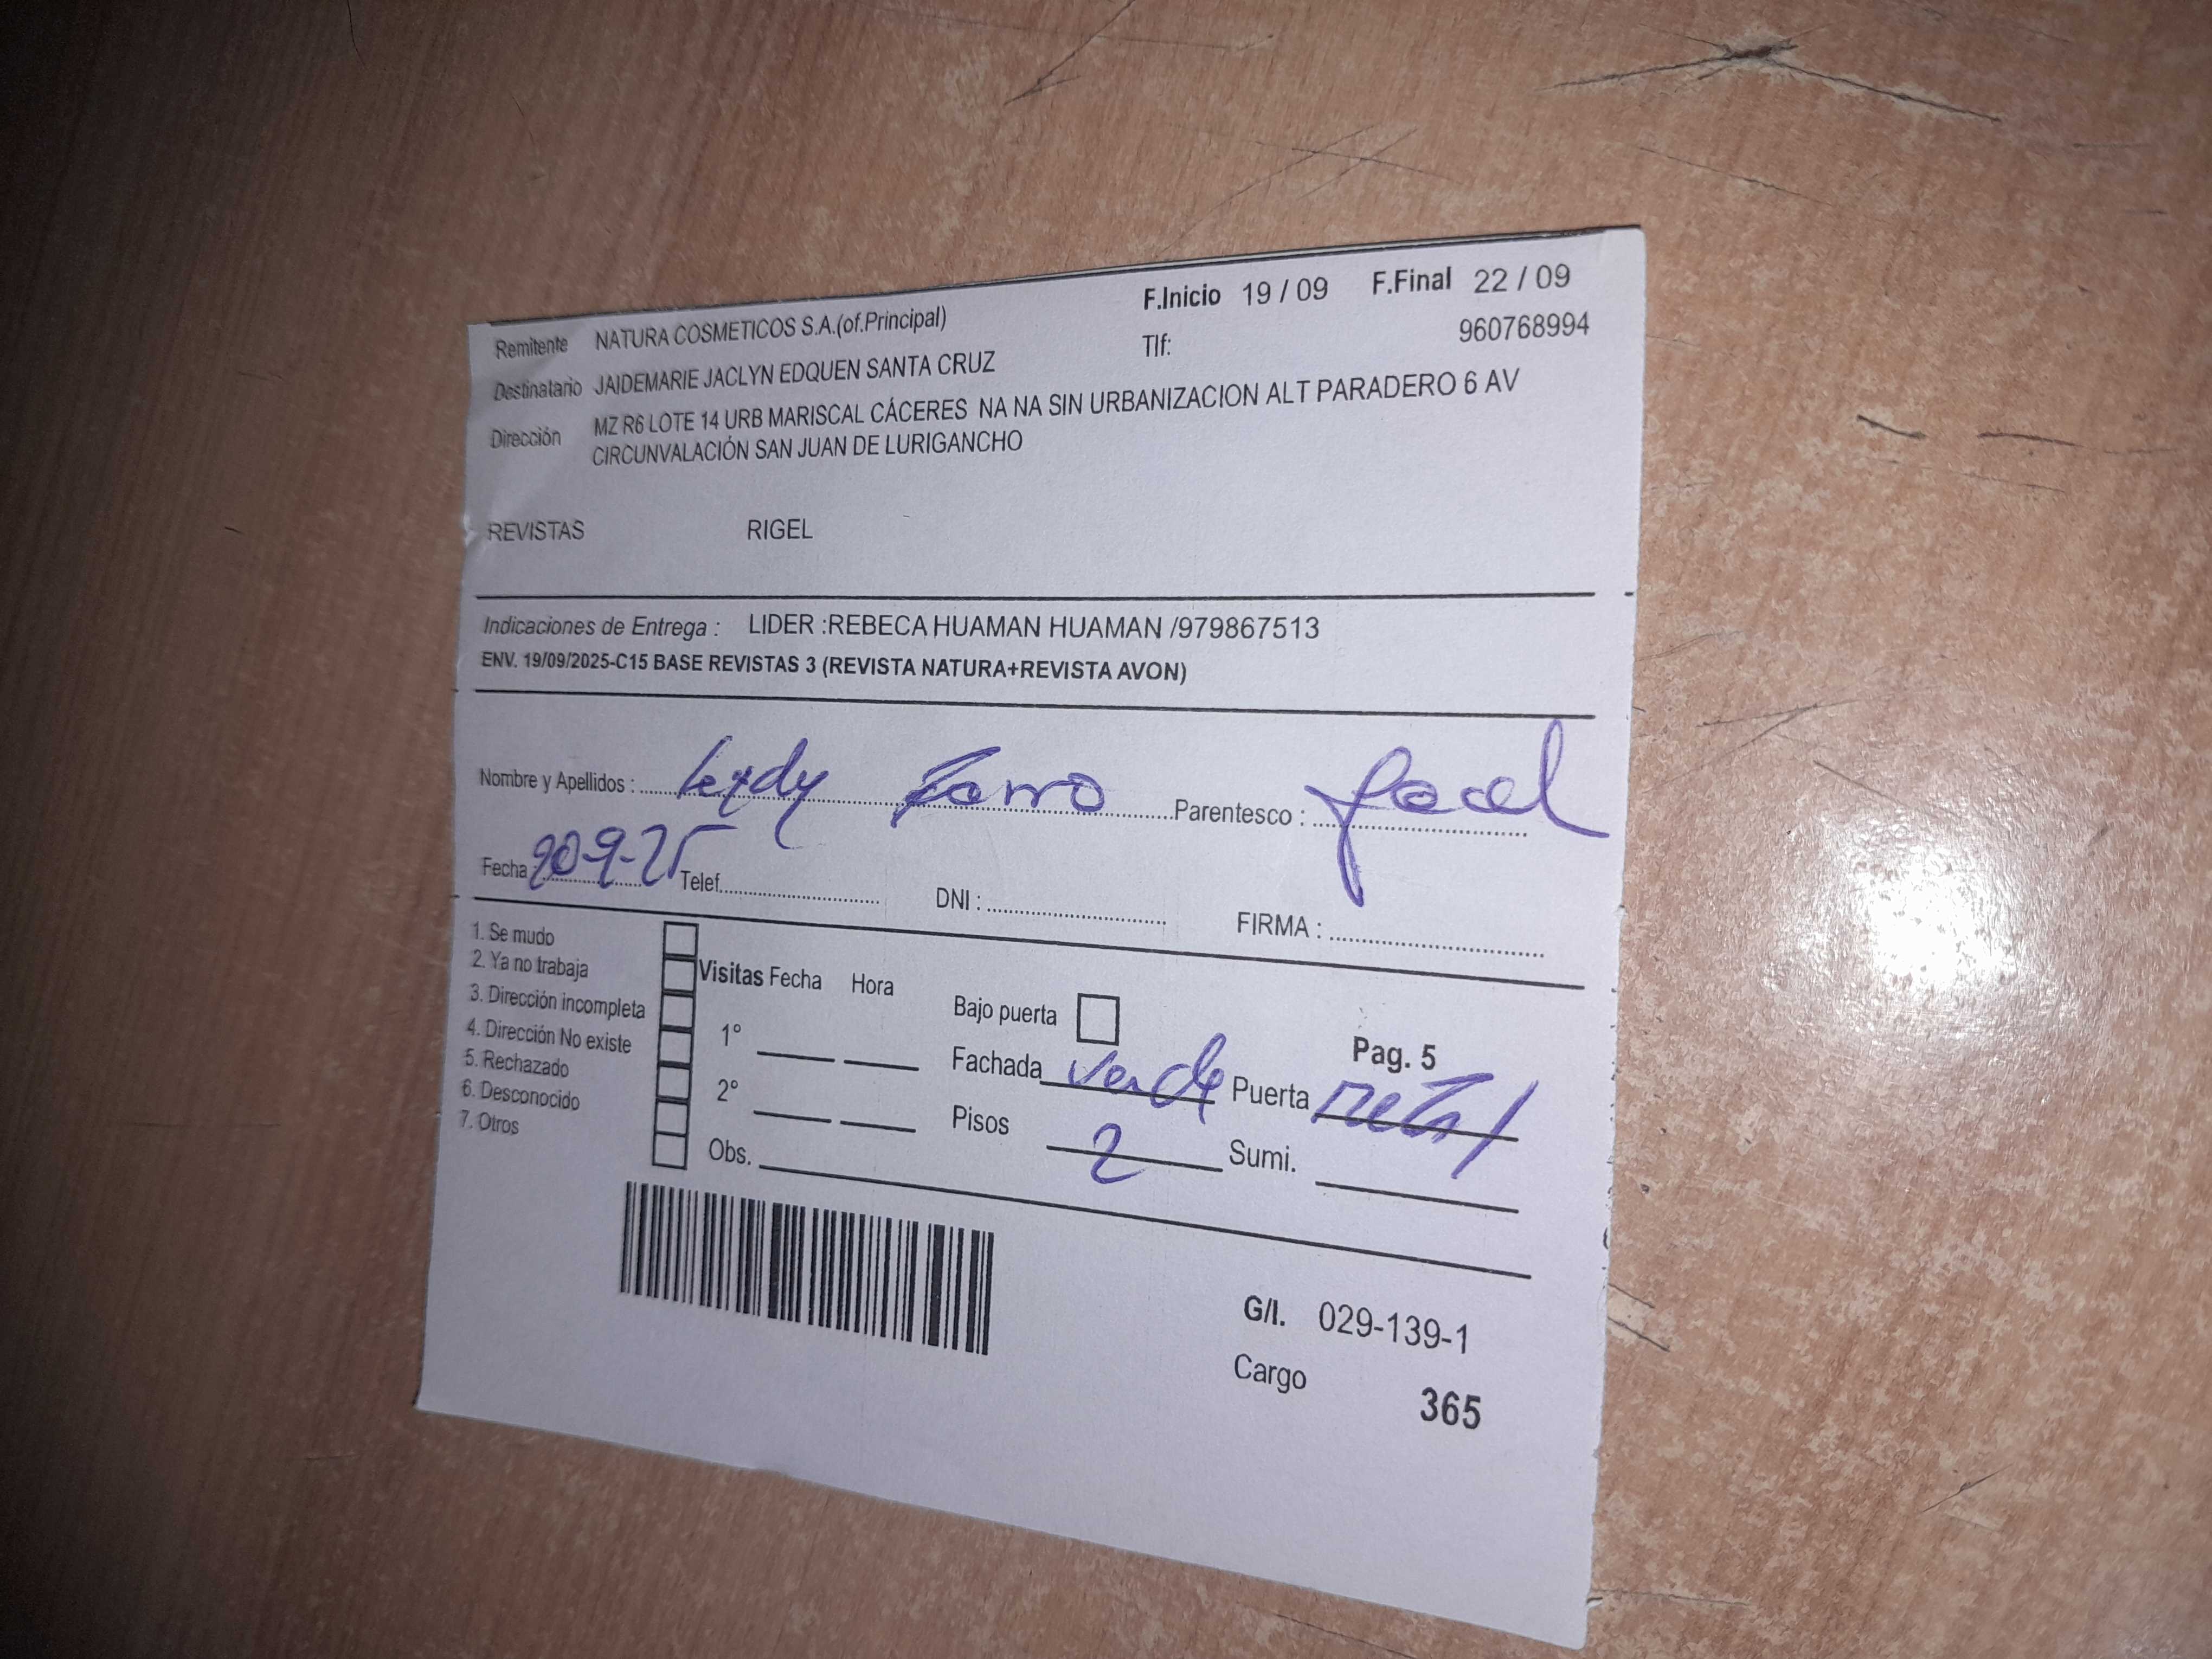 F.Inicio 19 / 09 F.Final 22 / 09
Remitente NATURA COSMETICOS S.A.(of.Principal)
Tlf: 960768994
Destinatario JAIDEMARIE JACLYN EDQUEN SANTA CRUZ
Dirección MZ R6 LOTE 14 URB MARISCAL CÁCERES NA NA SIN URBANIZACION ALT PARADERO 6 AV
CIRCUNVALACIÓN SAN JUAN DE LURIGANCHO
REVISTAS RIGEL
Indicaciones de Entrega : LIDER :REBECA HUAMAN HUAMAN /979867513
ENV. 19/09/2025-C15 BASE REVISTAS 3 (REVISTA NATURA+REVISTA AVON)
Nombre y Apellidos : Parentesco :
Fecha : 20-9-25 Telef. DNI : FIRMA :
1. Se mudo
2. Ya no trabaja
3. Dirección incompleta
4. Dirección No existe
5. Rechazado
6. Desconocido
7. Otros
Visitas Fecha Hora
1°
2°
Obs.
Bajo puerta
Pag. 5
Fachada verde Puerta metal
Pisos 2 Sumi.
G/I. 029-139-1
Cargo 365